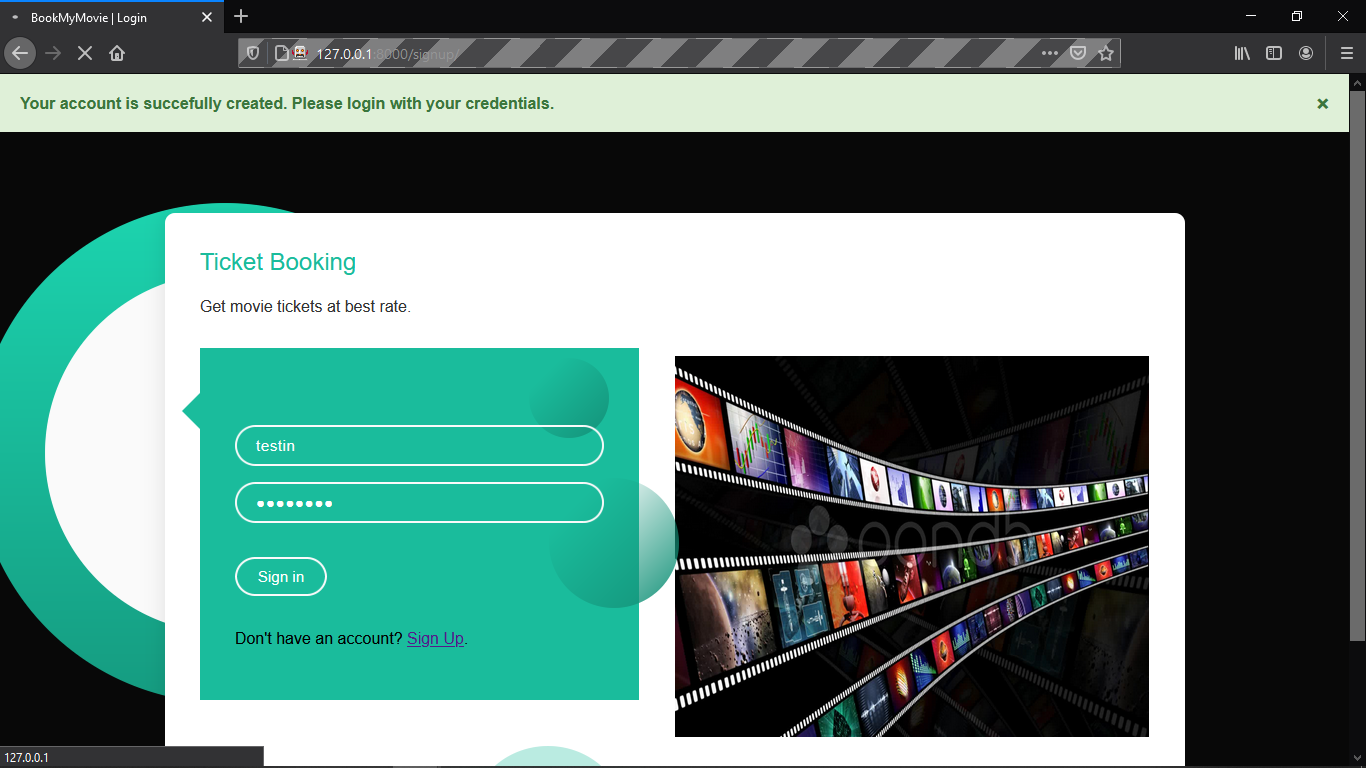 BookMyMovie | Login
127.0.0.1:8000/signup/
Your account is succefully created. Please login with your credentials.
Ticket Booking
Get movie tickets at best rate.
testin
Sign in
Don't have an account? Sign Up.
127.0.0.1